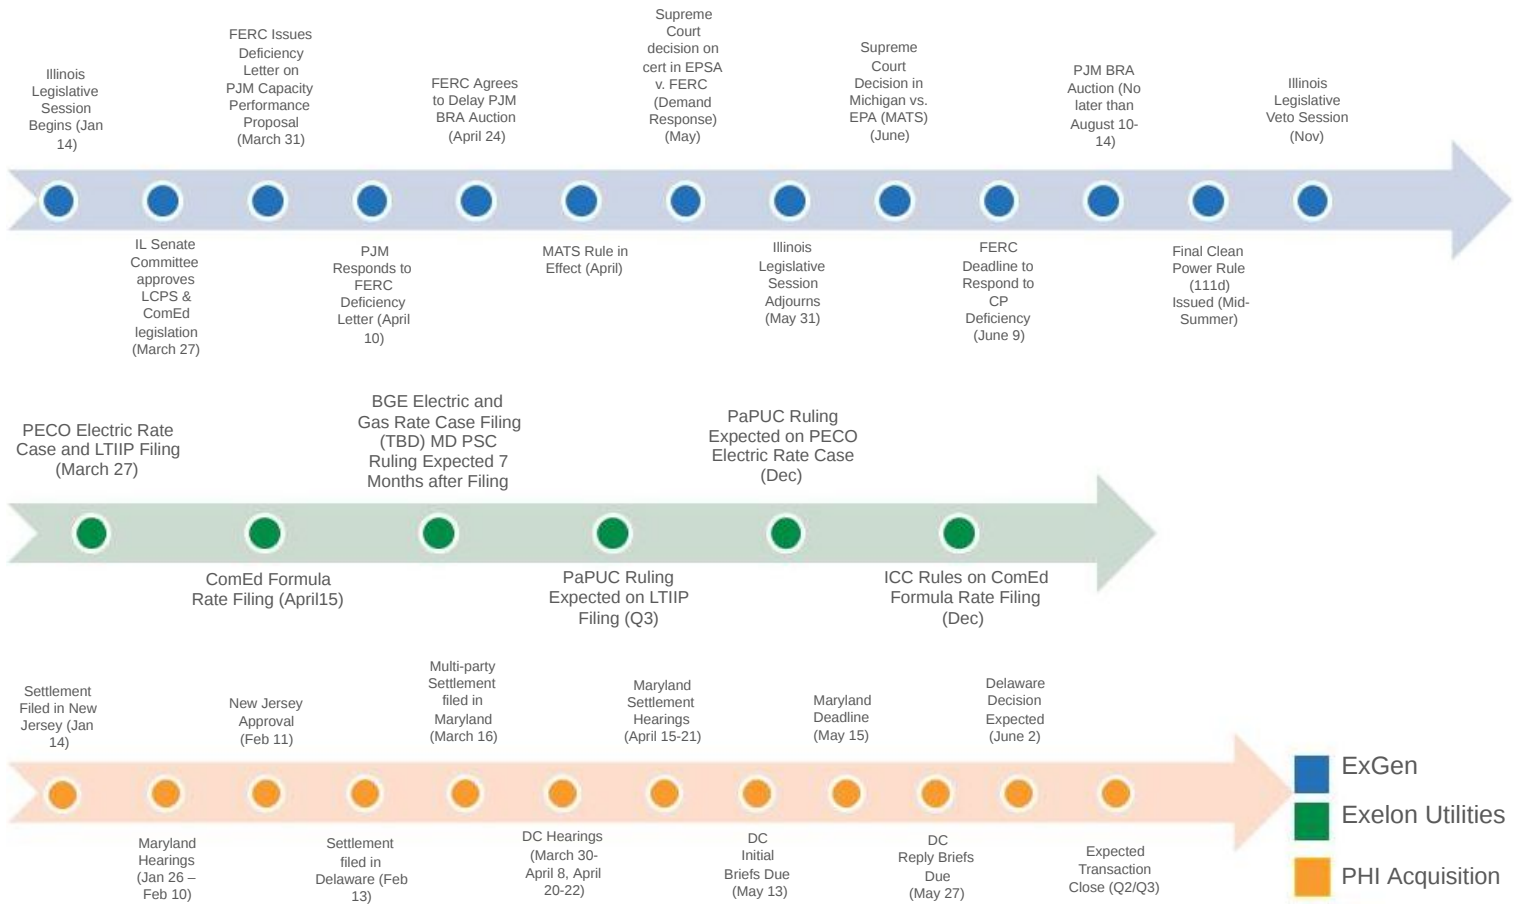 Illinois
Legislative
Session
Begins (Jan
14)
IL Senate
Committee
approves
LCPS &
ComEd
legislation
(March 27)
FERC Issues
Deficiency
Letter on
PJM Capacity
Performance
Proposal
(March 31)
PJM
Responds to
FERC
Deficiency
Letter (April
10)
FERC Agrees
to Delay PJM
BRA Auction
(April 24)
MATS Rule in
Effect (April)
Supreme
Court
decision on
cert in EPSA
v. FERC
(Demand
Response)
(May)
Illinois
Legislative
Session
Adjourns
(May 31)
Supreme
Court
Decision in
Michigan vs.
EPA (MATS)
(June)
FERC
Deadline to
Respond to
CP
Deficiency
(June 9)
PJM BRA
Auction (No
later than
August 10-
14)
Final Clean
Power Rule
(111d)
Issued (Mid-
Summer)
Illinois
Legislative
Veto Session
(Nov)
PECO Electric Rate
Case and LTIIP Filing
(March 27)
ComEd Formula
Rate Filing (April15)
BGE Electric and
Gas Rate Case Filing
(TBD) MD PSC
Ruling Expected 7
Months after Filing
PaPUC Ruling
Expected on LTIIP
Filing (Q3)
PaPUC Ruling
Expected on PECO
Electric Rate Case
(Dec)
ICC Rules on ComEd
Formula Rate Filing
(Dec)
Settlement
Filed in New
Jersey (Jan
14)
Maryland
Hearings
(Jan 26 –
Feb 10)
New Jersey
Approval
(Feb 11)
Settlement
filed in
Delaware (Feb
13)
Multi-party
Settlement
filed in
Maryland
(March 16)
DC Hearings
(March 30-
April 8, April
20-22)
Maryland
Settlement
Hearings
(April 15-21)
DC
Initial
Briefs Due
(May 13)
Maryland
Deadline
(May 15)
DC
Reply Briefs
Due
(May 27)
Delaware
Decision
Expected
(June 2)
Expected
Transaction
Close (Q2/Q3)
ExGen
Exelon Utilities
PHI Acquisition